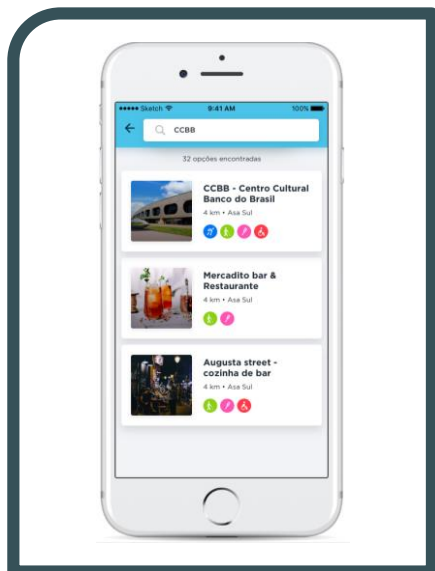 Sketch 9:41 AM 100%
CCBB
32 opções encontradas
CCBB - Centro Cultural
Banco do Brasil
4 km • Asa Sul
Mercadito bar &
Restaurante
4 km • Asa Sul
Augusta street -
cozinha de bar
4 km • Asa Sul